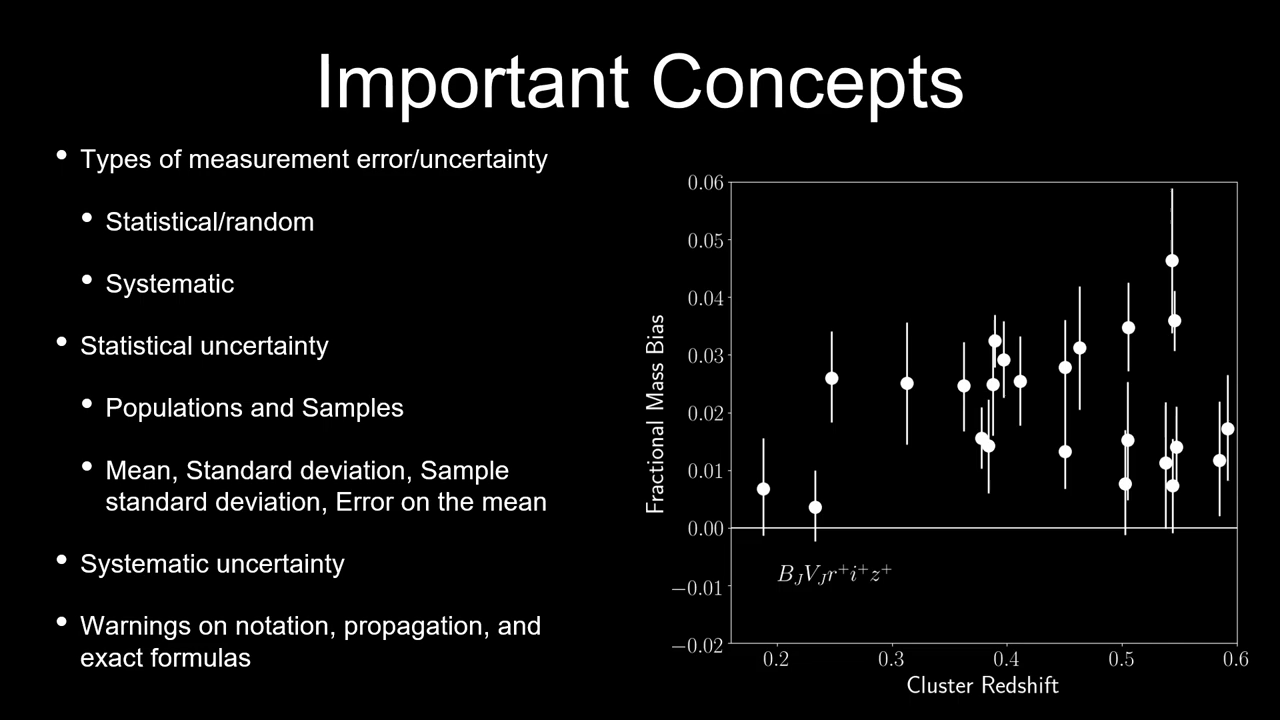 Important Concepts
• Types of measurement error/uncertainty
• Statistical/random
• Systematic
• Statistical uncertainty
• Populations and Samples
• Mean, Standard deviation, Sample
standard deviation, Error on the mean
• Systematic uncertainty
• Warnings on notation, propagation, and
exact formulas
Fractional Mass Bias
0.06
0.05
0.04
0.03
0.02
0.01
0.00
−0.01
−0.02
B_J V_J r⁺i⁺z⁺
0.2 0.3 0.4 0.5 0.6
Cluster Redshift